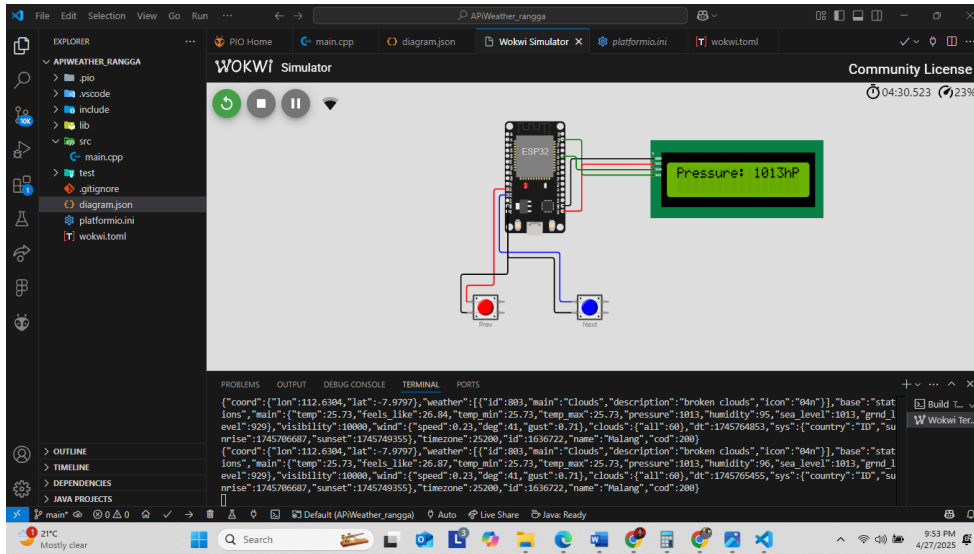 File Edit Selection View Go Run ... APiWeather_rangga
EXPLORER ...
PIO Home main.cpp diagram.json Wokwi Simulator platformio.ini wokwi.toml
APIWEATHER_RANGGA
.pio
.vscode
include
lib
src
main.cpp
test
.gitignore
diagram.json
platformio.ini
wokwi.toml
OUTLINE
TIMELINE
DEPENDENCIES
JAVA PROJECTS
10K
1
WOKWI Simulator
Community License
04:30.523 23%
ESP32
Pressure: 1013hP
Prev
Next
PROBLEMS OUTPUT DEBUG CONSOLE TERMINAL PORTS
{"coord":{"lon":112.6304,"lat":-7.9797},"weather":[{"id":803,"main":"Clouds","description":"broken clouds","icon":"04n"}],"base":"stat
ions","main":{"temp":25.73,"feels_like":26.84,"temp_min":25.73,"temp_max":25.73,"pressure":1013,"humidity":95,"sea_level":1013,"grnd_l
evel":929},"visibility":10000,"wind":{"speed":0.23,"deg":41,"gust":0.71},"clouds":{"all":60},"dt":1745764853,"sys":{"country":"ID","su
nrise":1745706687,"sunset":1745749355},"timezone":25200,"id":1636722,"name":"Malang","cod":200}
{"coord":{"lon":112.6304,"lat":-7.9797},"weather":[{"id":803,"main":"Clouds","description":"broken clouds","icon":"04n"}],"base":"stat
ions","main":{"temp":25.73,"feels_like":26.87,"temp_min":25.73,"temp_max":25.73,"pressure":1013,"humidity":96,"sea_level":1013,"grnd_l
evel":929},"visibility":10000,"wind":{"speed":0.23,"deg":41,"gust":0.71},"clouds":{"all":60},"dt":1745765455,"sys":{"country":"ID","su
nrise":1745706687,"sunset":1745749355},"timezone":25200,"id":1636722,"name":"Malang","cod":200}
Build T...
Wokwi Ter...
main* 0 0 0 Default (APiWeather_rangga) Auto Live Share Java: Ready
21°C
Mostly clear
Search
9:53 PM
4/27/2025